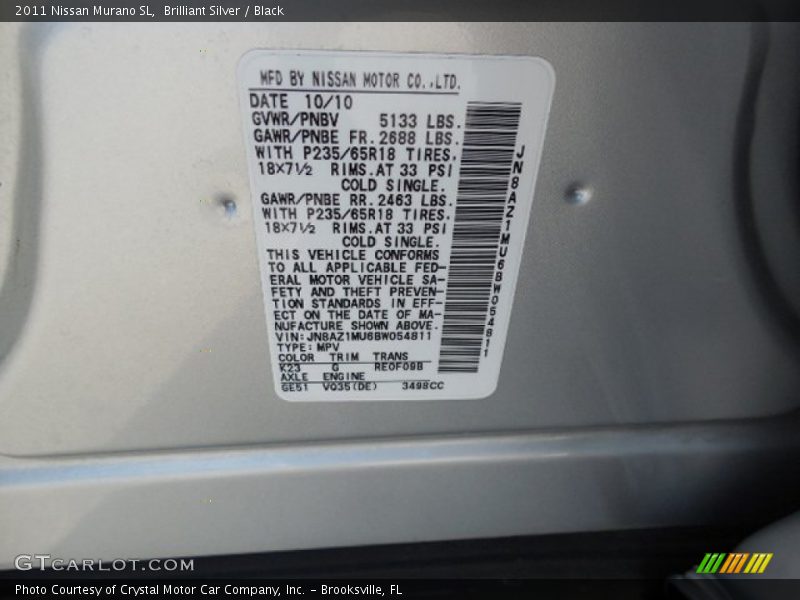 2011 Nissan Murano SL,  Brilliant Silver / Black
MFD BY NISSAN MOTOR CO.,LTD.
DATE 10/10
GVWR/PNBV 5133 LBS.
GAWR/PNBE FR. 2688 LBS.
WITH P235/65R18 TIRES.
18X7½ RIMS. AT 33 PSI
COLD SINGLE.
GAWR/PNBE RR. 2463 LBS.
WITH P235/65R18 TIRES.
18X7½ RIMS. AT 33 PSI
COLD SINGLE.
THIS VEHICLE CONFORMS
TO ALL APPLICABLE FED-
ERAL MOTOR VEHICLE SA-
FETY AND THEFT PREVEN-
TION STANDARDS IN EFF-
ECT ON THE DATE OF MA-
NUFACTURE SHOWN ABOVE.
VIN:JN8AZ1MU6BW054811
TYPE:MPV
COLOR TRIM TRANS
K23 G RE0F09B
AXLE ENGINE
GE51 VQ35(DE) 3498CC
JN8AZ1MU6BW054811
GTCARLOT.COM
Photo Courtesy of Crystal Motor Car Company, Inc. – Brooksville, FL